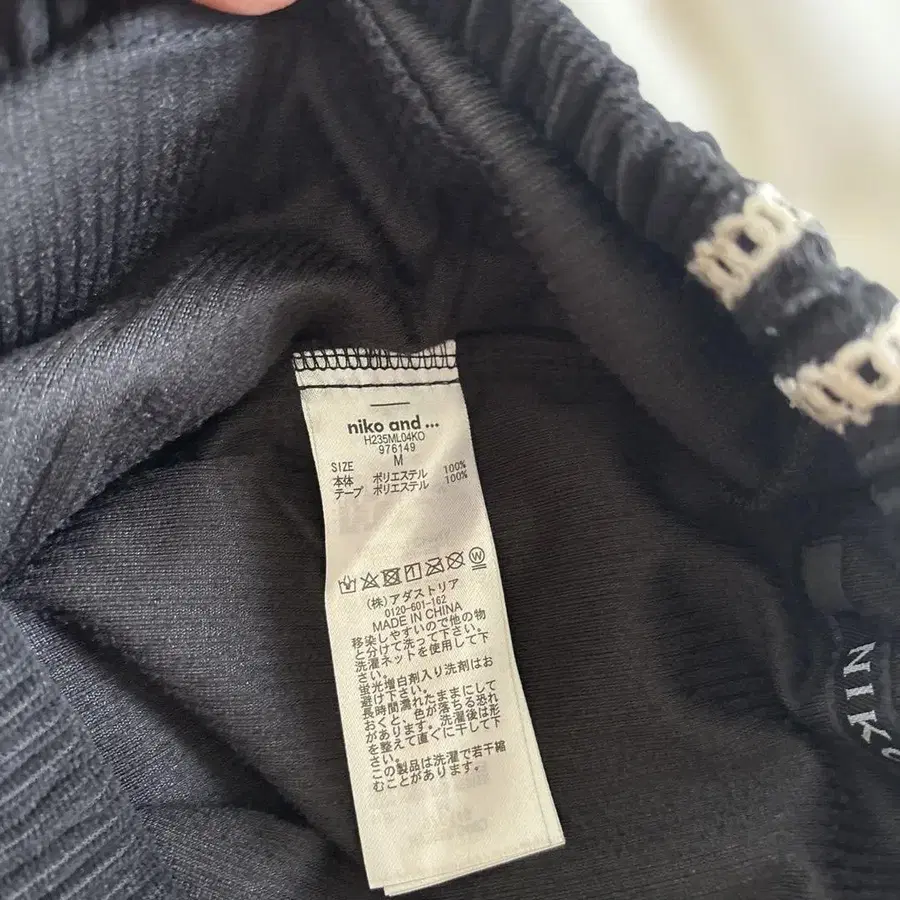 niko and ...
H235ML04KO
976149
SIZE M
本体 ポリエステル 100%
テープ ポリエステル 100%
W
(株)アダストリア
0120-601-162
MADE IN CHINA
移染しやすいので他の物
と分けて洗って下さい。
洗濯ネットを使用して下
さい。
蛍光増白剤入り洗剤はお
避け下さい。
長時間濡れたままにして
おくと、色が落ちる恐れ
があります。洗濯後は形
を整えて直ぐに干して下
さい。
この製品は洗濯で若干縮
むことがあります。
NIK